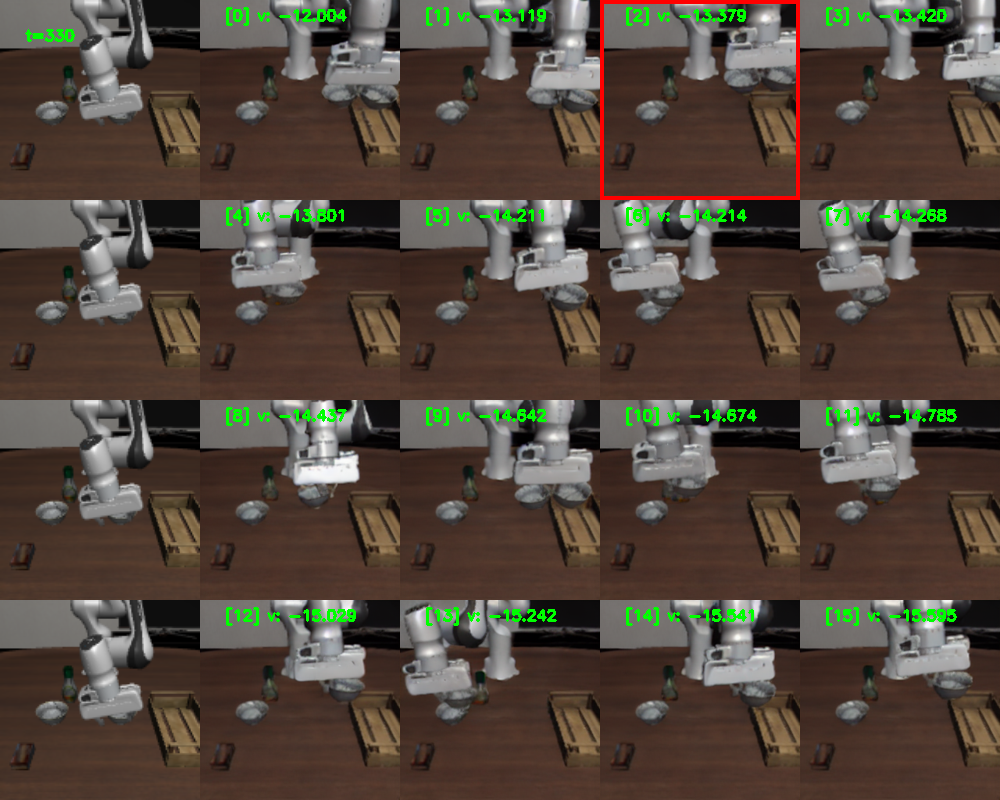 t=330
[0] v: -12.004
[1] v: -13.119
[2] v: -13.379
[3] v: -13.420
[4] v: -13.801
[5] v: -14.211
[6] v: -14.214
[7] v: -14.268
[8] v: -14.437
[9] v: -14.642
[10] v: -14.674
[11] v: -14.785
[12] v: -15.029
[13] v: -15.242
[14] v: -15.541
[15] v: -15.595